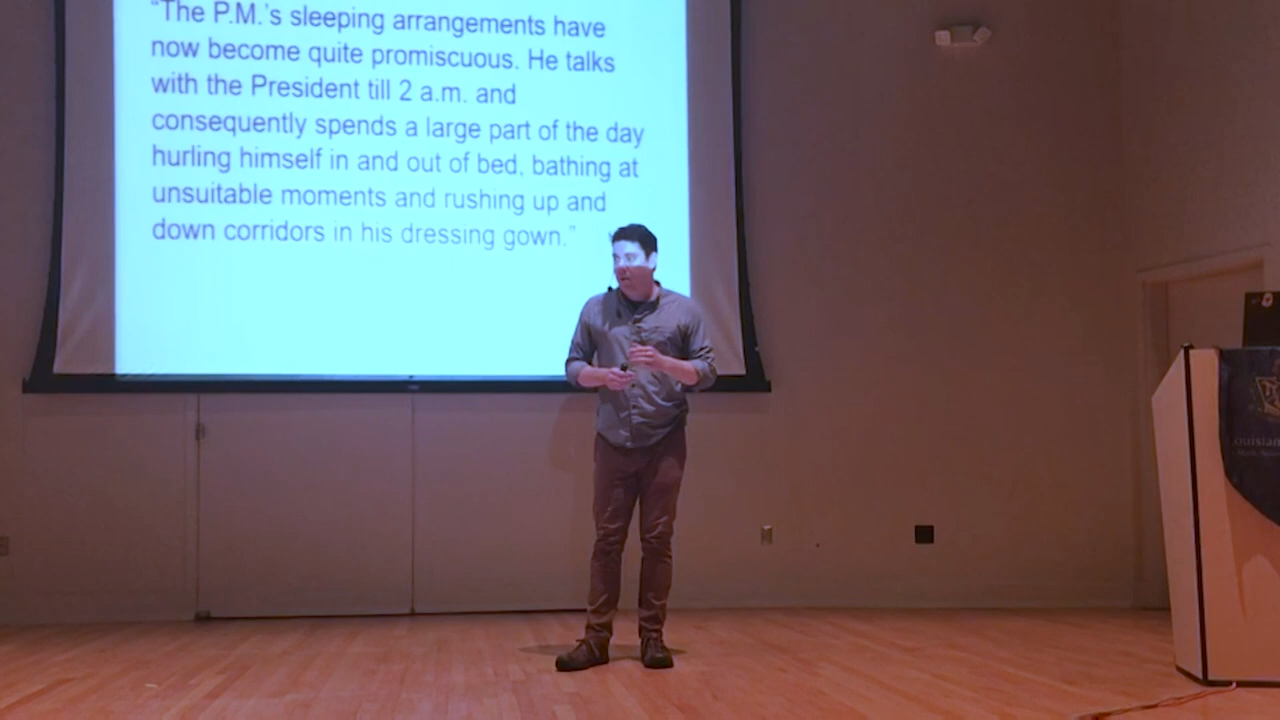 “The P.M.’s sleeping arrangements have
now become quite promiscuous. He talks
with the President till 2 a.m. and
consequently spends a large part of the day
hurling himself in and out of bed, bathing at
unsuitable moments and rushing up and
down corridors in his dressing gown.”